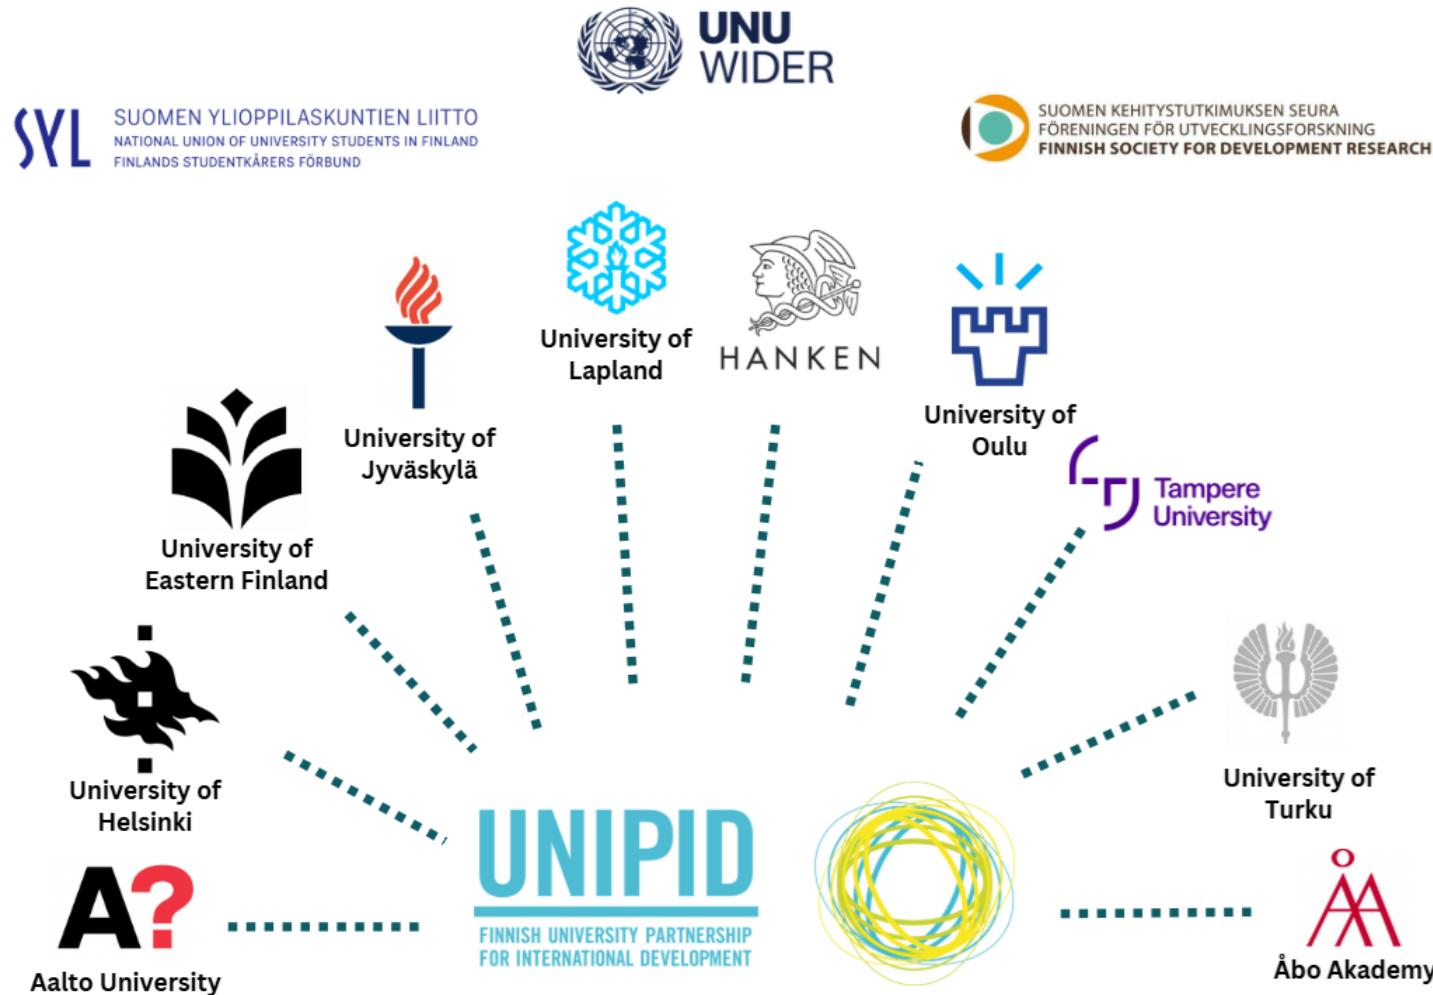 UNU
WIDER
SYL
SUOMEN YLIOPPILASKUNTIEN LIITTO
NATIONAL UNION OF UNIVERSITY STUDENTS IN FINLAND
FINLANDS STUDENTKÅRERS FÖRBUND
SUOMEN KEHITYSTUTKIMUKSEN SEURA
FÖRENINGEN FÖR UTVECKLINGSFORSKNING
FINNISH SOCIETY FOR DEVELOPMENT RESEARCH
University of
Lapland
HANKEN
University of
Jyväskylä
University of
Oulu
Tampere
University
University of
Eastern Finland
University of
Helsinki
University of
Turku
A?
Aalto University
UNIPID
FINNISH UNIVERSITY PARTNERSHIP
FOR INTERNATIONAL DEVELOPMENT
ÅA
Åbo Akademy